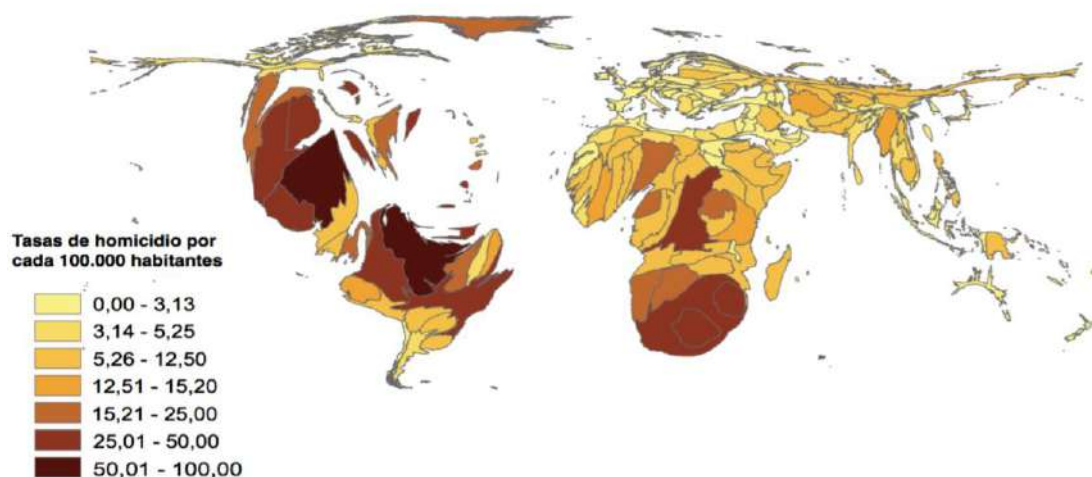 Tasas de homicidio por
cada 100.000 habitantes
0,00 - 3,13
3,14 - 5,25
5,26 - 12,50
12,51 - 15,20
15,21 - 25,00
25,01 - 50,00
50,01 - 100,00